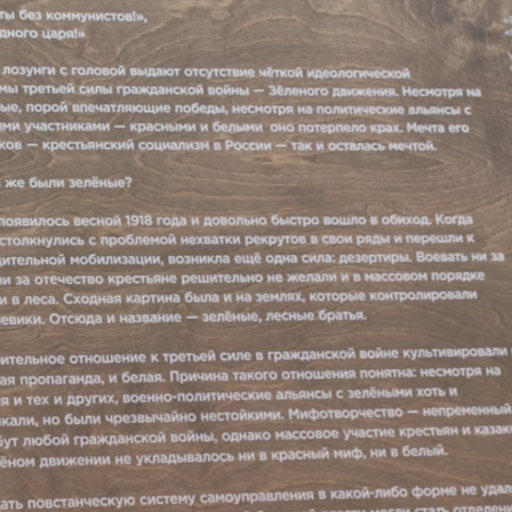 ты без коммунистов!»,
дного царя!»
лозунги с головой выдают отсутствие чёткой идеологической
мы третьей силы гражданской войны — Зёленого движения. Несмотря на
ые, порой впечатляющие победы, несмотря на политические альянсы с
ми участниками — красными и белыми оно потерпело крах. Мечта его
ков — крестьянский социализм в России — так и осталась мечтой.
же были зелёные?
появилось весной 1918 года и довольно быстро вошло в обиход. Когда
столкнулись с проблемой нехватки рекрутов в свои ряды и перешли к
дительной мобилизации, возникла ещё одна сила: дезертиры. Воевать ни за
и за отечество крестьяне решительно не желали и в массовом порядке
и в леса. Сходная картина была и на землях, которые контролировали
евики. Отсюда и название — зелёные, лесные братья.
ительное отношение к третьей силе в гражданской войне культивировали
ая пропаганда, и белая. Причина такого отношения понятна: несмотря на
я и тех и других, военно-политические альянсы с зелёными хоть и
икали, но были чрезвычайно нестойкими. Мифотворчество — непременный
бут любой гражданской войны, однако массовое участие крестьян и казак
ёном движении не укладывалось ни в красный миф, ни в белый.
ать повстанческую систему самоуправления в какой-либо форме не удал
могли стать